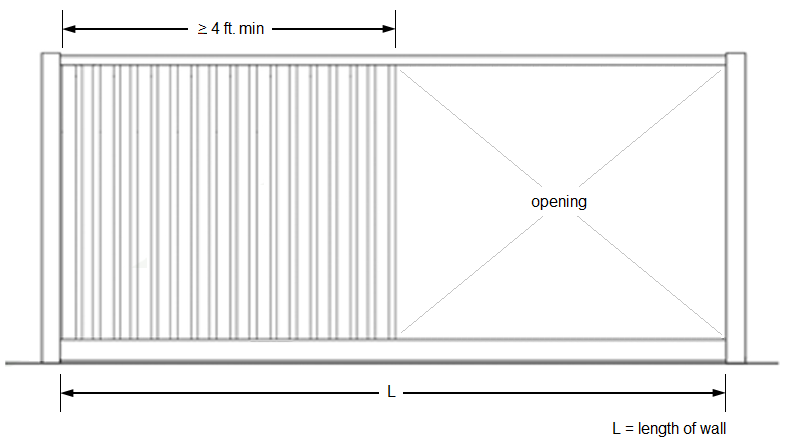 ≥ 4 ft. min
opening
L
L = length of wall